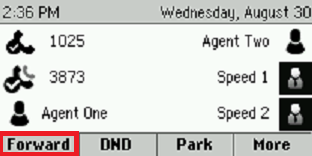 2:36 PM Wednesday, August 30
1025 Agent Two
3873 Speed 1
Agent One Speed 2
Forward DND Park More